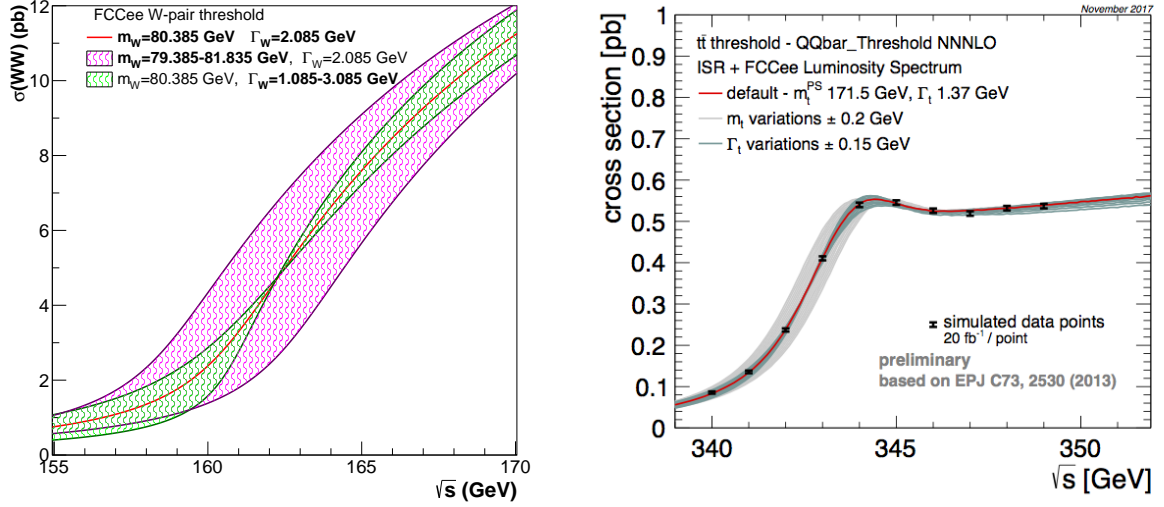 FCCee W-pair threshold
m_W=80.385 GeV Γ_W=2.085 GeV
m_W=79.385-81.835 GeV, Γ_W=2.085 GeV
m_W=80.385 GeV, Γ_W=1.085-3.085 GeV
σ(WW) (pb)
12
10
8
6
4
2
0
155
160
165
170
√s (GeV)
November 2017
tt̄ threshold - QQbar_Threshold NNNLO
ISR + FCCee Luminosity Spectrum
default - m_t^PS 171.5 GeV, Γ_t 1.37 GeV
m_t variations ± 0.2 GeV
Γ_t variations ± 0.15 GeV
cross section [pb]
1
0.9
0.8
0.7
0.6
0.5
0.4
0.3
0.2
0.1
0
simulated data points
20 fb⁻¹ / point
preliminary
based on EPJ C73, 2530 (2013)
340
345
350
√s [GeV]